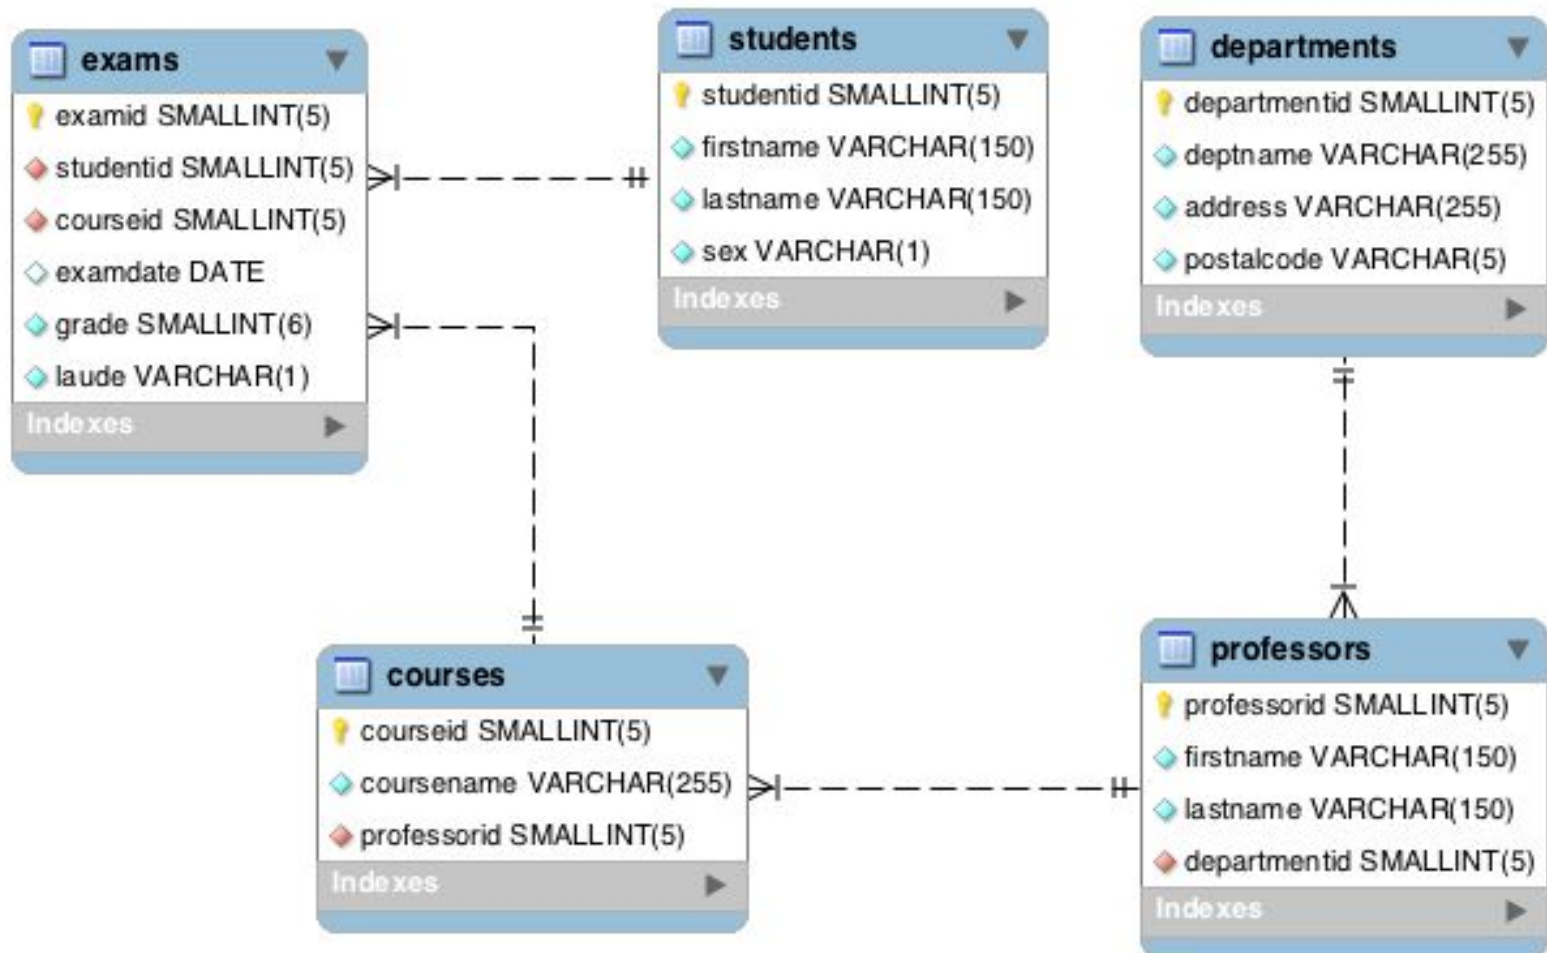 exams
examid SMALLINT(5)
studentid SMALLINT(5)
courseid SMALLINT(5)
examdate DATE
grade SMALLINT(6)
laude VARCHAR(1)
Indexes
students
studentid SMALLINT(5)
firstname VARCHAR(150)
lastname VARCHAR(150)
sex VARCHAR(1)
Indexes
departments
departmentid SMALLINT(5)
deptname VARCHAR(255)
address VARCHAR(255)
postalcode VARCHAR(5)
Indexes
courses
courseid SMALLINT(5)
coursename VARCHAR(255)
professorid SMALLINT(5)
Indexes
professors
professorid SMALLINT(5)
firstname VARCHAR(150)
lastname VARCHAR(150)
departmentid SMALLINT(5)
Indexes